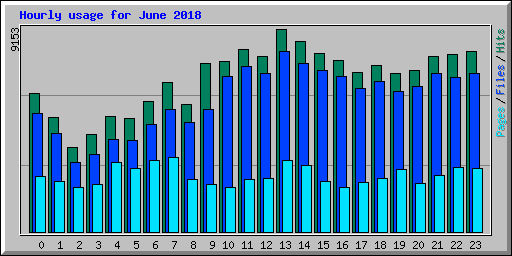 Hourly usage for June 2018
9153
Pages / Files / Hits
0 1 2 3 4 5 6 7 8 9 10 11 12 13 14 15 16 17 18 19 20 21 22 23